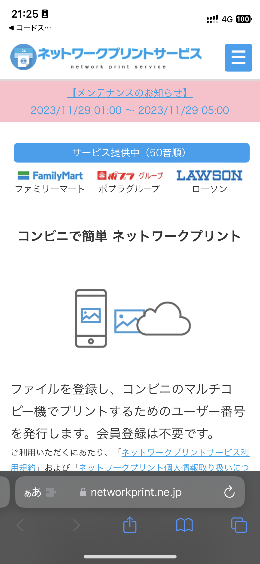 21:25
4G 100
◀ コードス…
ネットワークプリントサービス
network print service
【メンテナンスのお知らせ】
2023/11/29 01:00 ～ 2023/11/29 05:00
サービス提供中（50音順）
FamilyMart ポプラグループ LAWSON
ファミリーマート ポプラグループ ローソン
コンビニで簡単 ネットワークプリント
ファイルを登録し、コンビニのマルチコ
ピー機でプリントするためのユーザー番号
を発行します。会員登録は不要です。
ご利用いただくにあたり、「ネットワークプリントサービス利
用規約」および「ネットワークプリント個人情報取り扱いにつ
ぁあ networkprint.ne.jp